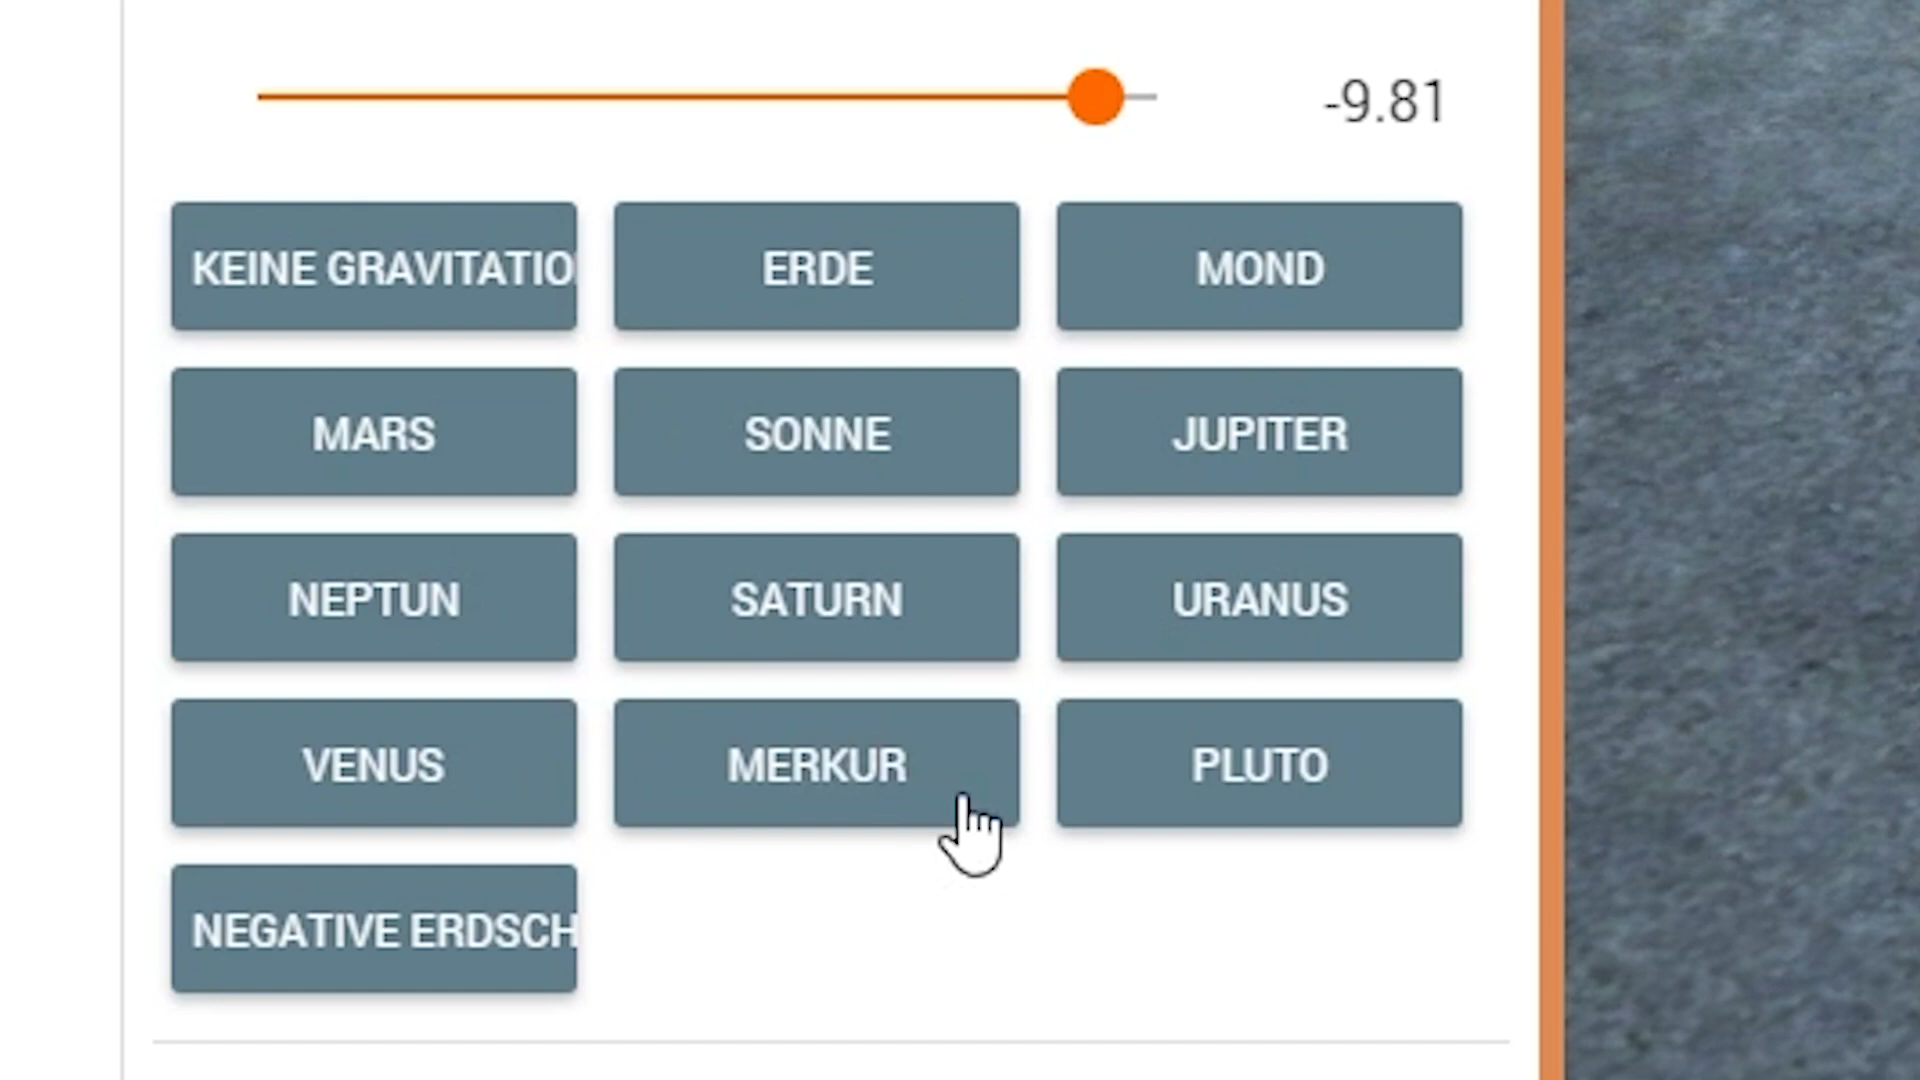 -9.81
KEINE GRAVITATIO
ERDE
MOND
MARS
SONNE
JUPITER
NEPTUN
SATURN
URANUS
VENUS
MERKUR
PLUTO
NEGATIVE ERDSCH